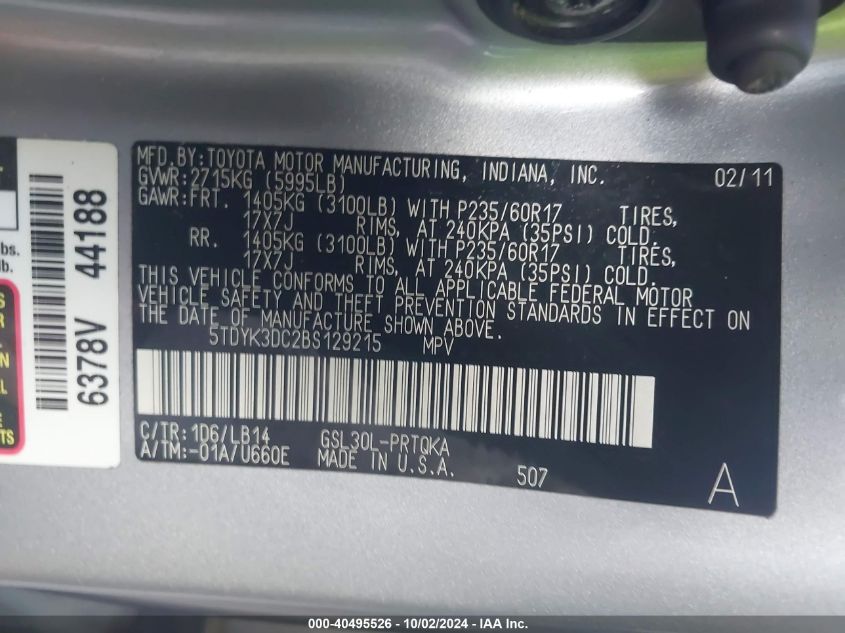 MFD.BY:TOYOTA MOTOR MANUFACTURING, INDIANA, INC. 02/11
GVWR:2715KG (5995LB)
GAWR:FRT. 1405KG (3100LB) WITH P235/60R17 TIRES,
17X7J RIMS, AT 240KPA (35PSI) COLD.
RR. 1405KG (3100LB) WITH P235/60R17 TIRES,
17X7J RIMS, AT 240KPA (35PSI) COLD.
THIS VEHICLE CONFORMS TO ALL APPLICABLE FEDERAL MOTOR
VEHICLE SAFETY AND THEFT PREVENTION STANDARDS IN EFFECT ON
THE DATE OF MANUFACTURE SHOWN ABOVE.
5TDYK3DC2BS129215 MPV
C/TR:1D6/LB14 GSL30L-PRTQKA
A/TM:-01A/U660E MADE IN U.S.A. 507
A
6378V 44188
bs.
lb.
S
R
N
L
E
TS
000-40495526 - 10/02/2024 - IAA, Inc.